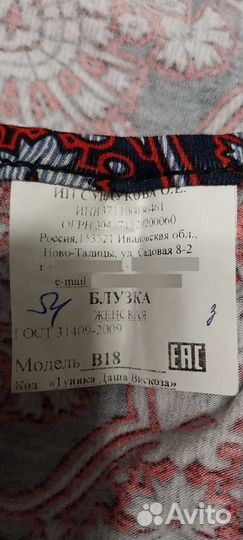 ИП СУНДУКОВА О.Е.
Россия,153521 Ивановская обл.,
Ново-Талицы, ул. Садовая 8-2
e-mail
БЛУЗКА
54
ЖЕНСКАЯ
3
ГОСТ 31409-2009
Модель В18
ЕАС
Код: «Туника Даша Вискоза»
Avito